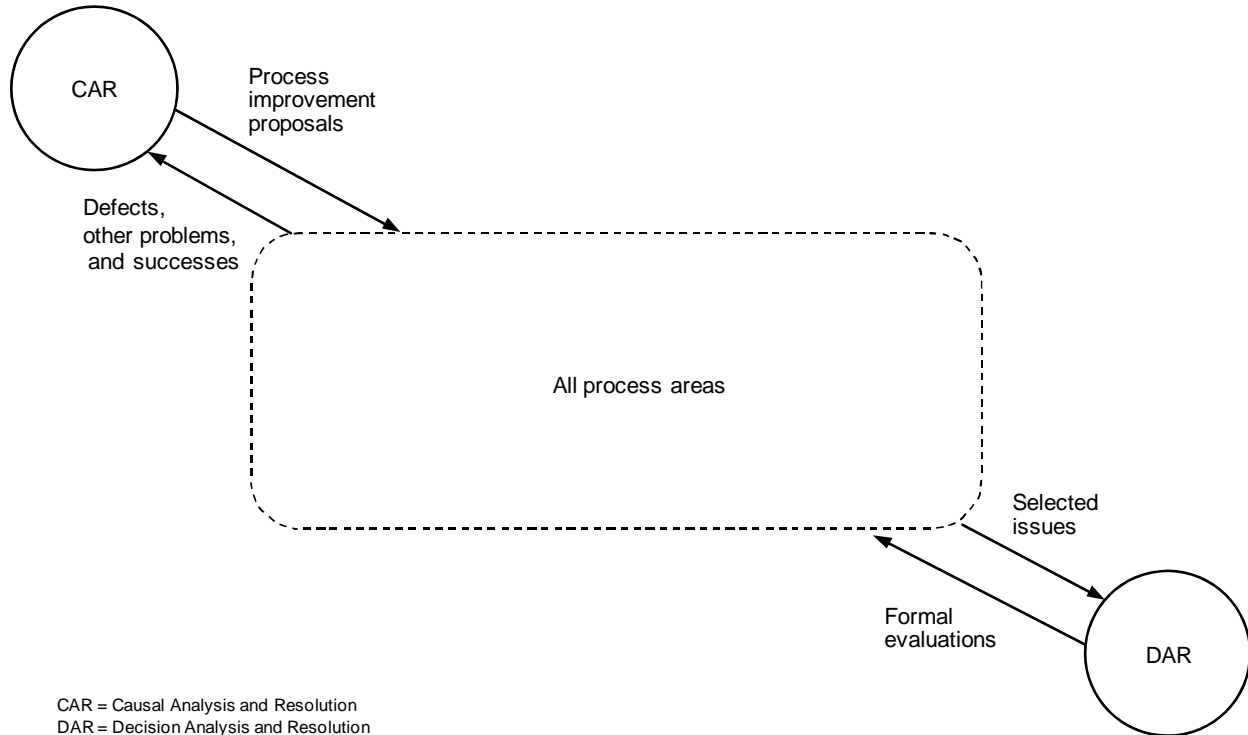 CAR
Process
improvement
proposals
Defects,
other problems,
and successes
All process areas
Selected
issues
Formal
evaluations
DAR
CAR = Causal Analysis and Resolution
DAR = Decision Analysis and Resolution